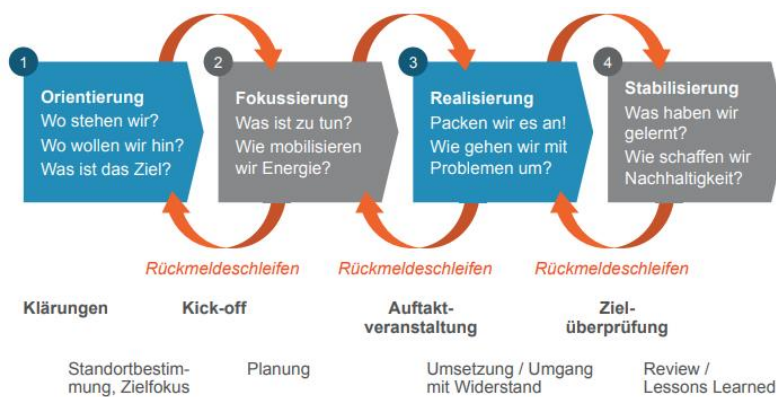 1
Orientierung
Wo stehen wir?
Wo wollen wir hin?
Was ist das Ziel?
2
Fokussierung
Was ist zu tun?
Wie mobilisieren
wir Energie?
3
Realisierung
Packen wir es an!
Wie gehen wir mit
Problemen um?
4
Stabilisierung
Was haben wir
gelernt?
Wie schaffen wir
Nachhaltigkeit?
Rückmeldeschleifen
Rückmeldeschleifen
Rückmeldeschleifen
Klärungen
Kick-off
Auftakt-
veranstaltung
Ziel-
überprüfung
Standortbestim-
mung, Zielfokus
Planung
Umsetzung / Umgang
mit Widerstand
Review /
Lessons Learned